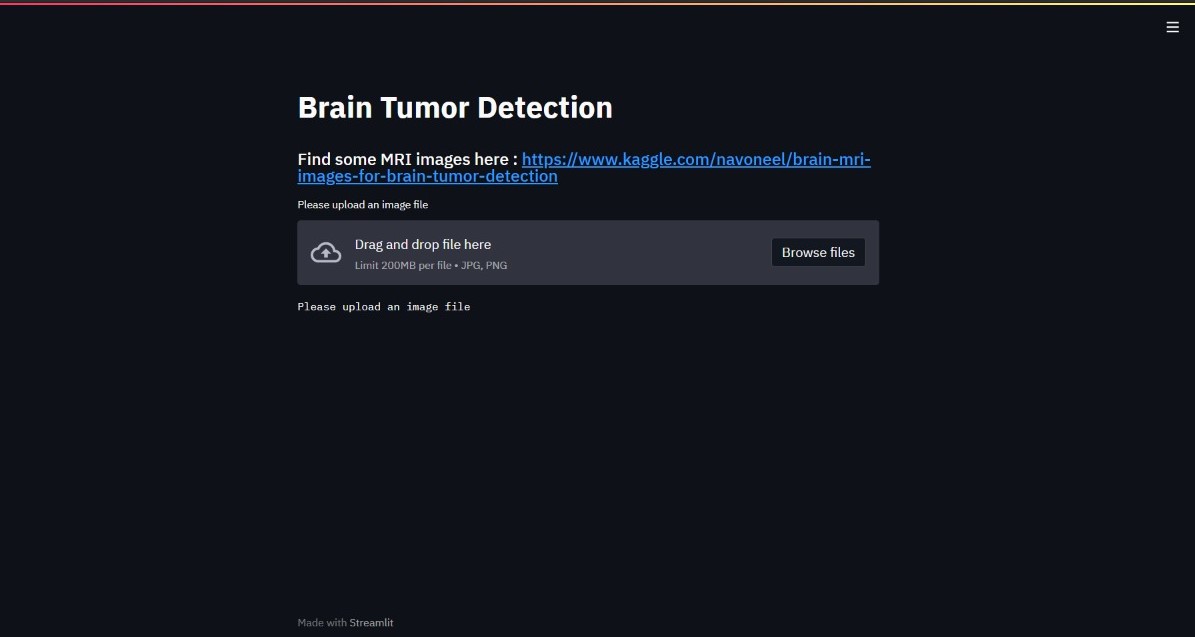 Brain Tumor Detection
Find some MRI images here : https://www.kaggle.com/navoneel/brain-mri-
images-for-brain-tumor-detection
Please upload an image file
Drag and drop file here
Limit 200MB per file • JPG, PNG
Browse files
Please upload an image file
Made with Streamlit